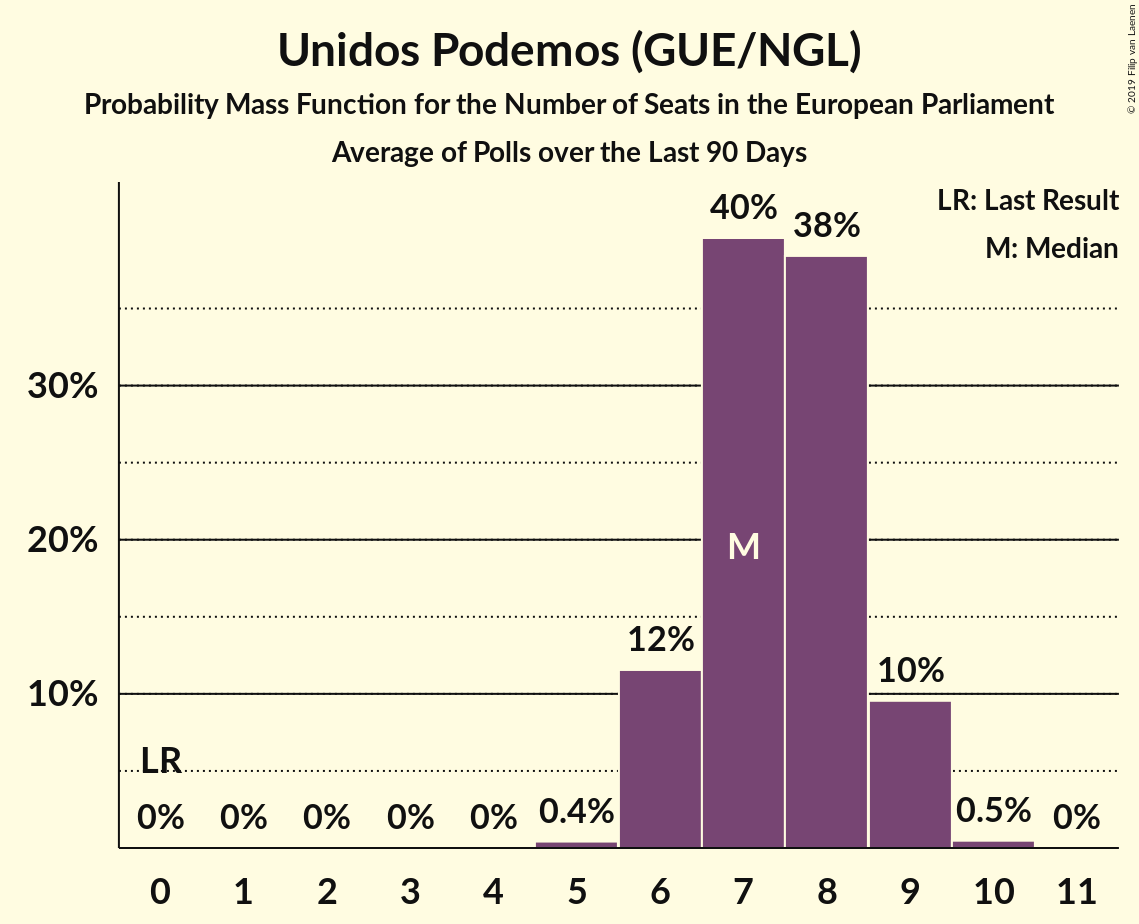 Unidos Podemos (GUE/NGL)
Probability Mass Function for the Number of Seats in the European Parliament
Average of Polls over the Last 90 Days
© 2019 Filip van Laenen
LR: Last Result
M: Median
40%
38%
30%
20%
M
12%
10%
10%
LR
0%
0%
0%
0%
0%
0.4%
0.5%
0%
0 1 2 3 4 5 6 7 8 9 10 11